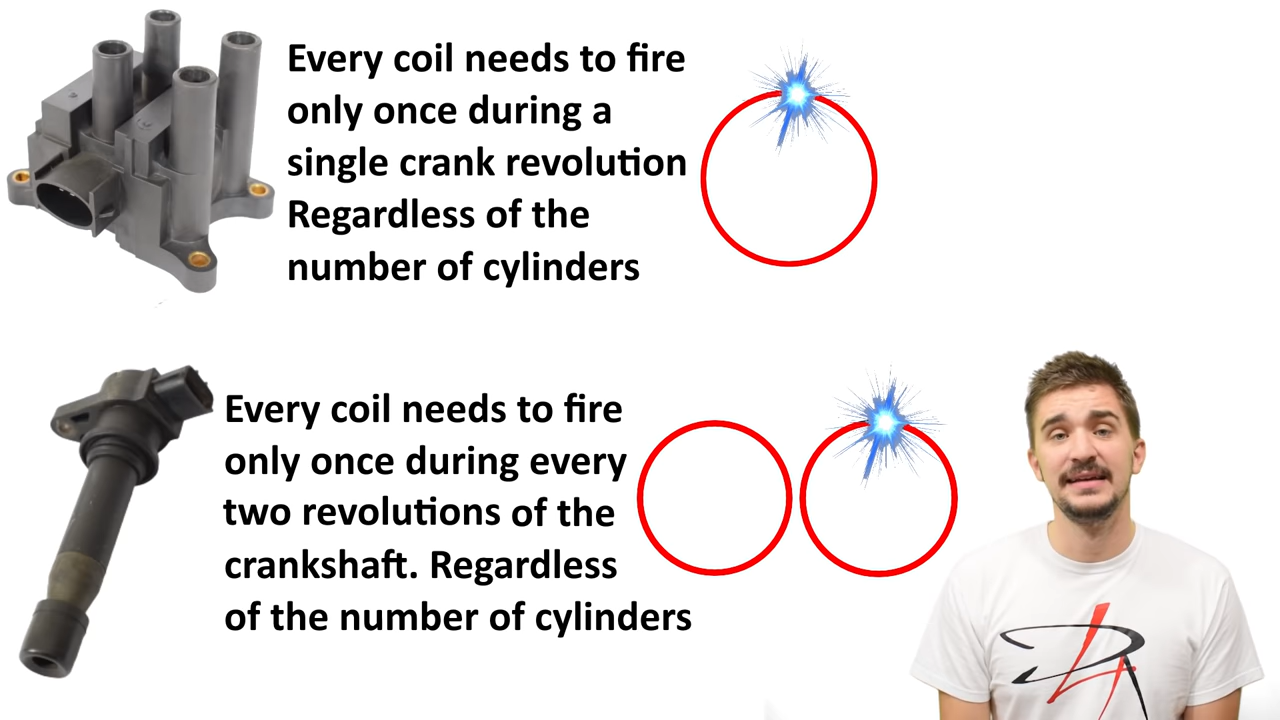 Every coil needs to fire
only once during a
single crank revolution
Regardless of the
number of cylinders
Every coil needs to fire
only once during every
two revolutions of the
crankshaft. Regardless
of the number of cylinders